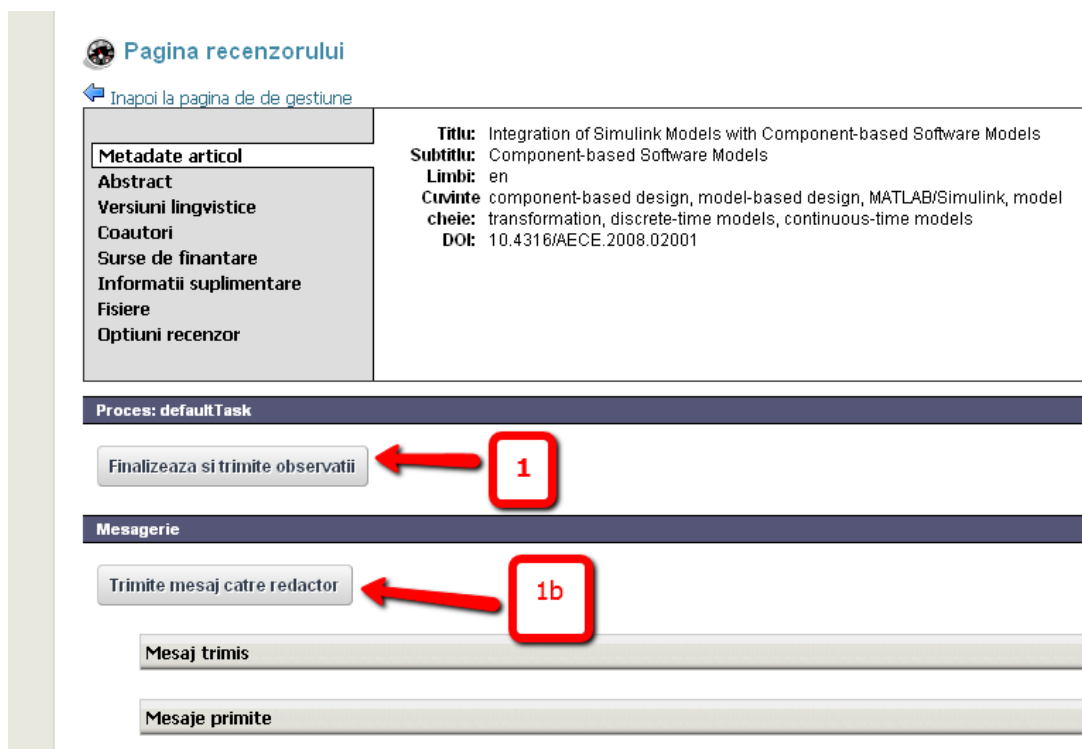 Pagina recenzorului
Inapoi la pagina de de gestiune
Metadate articol
Abstract
Versiuni lingvistice
Coautori
Surse de finantare
Informatii suplimentare
Fisiere
Optiuni recenzor
Titlu: Integration of Simulink Models with Component-based Software Models
Subtitlu: Component-based Software Models
Limbi: en
Cuvinte component-based design, model-based design, MATLAB/Simulink, model
cheie: transformation, discrete-time models, continuous-time models
DOI: 10.4316/AECE.2008.02001
Proces: defaultTask
Finalizeaza si trimite observatii
1
Mesagerie
Trimite mesaj catre redactor
1b
Mesaj trimis
Mesaje primite